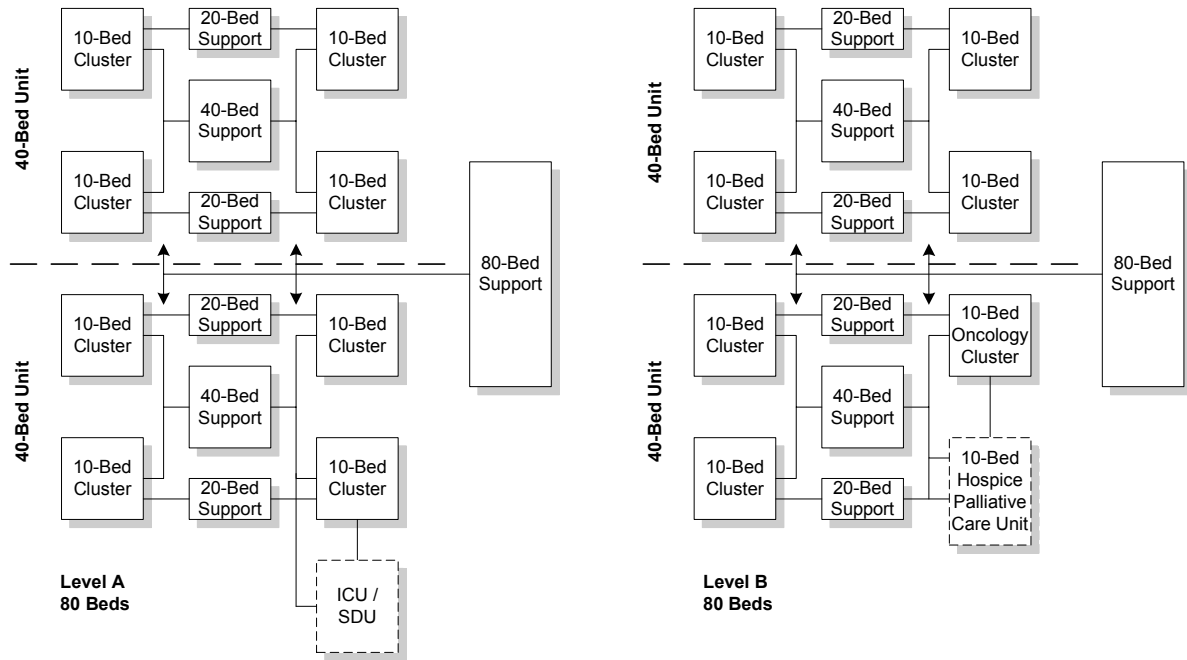 40-Bed Unit
10-Bed
Cluster
20-Bed
Support
10-Bed
Cluster
40-Bed
Support
10-Bed
Cluster
20-Bed
Support
10-Bed
Cluster
80-Bed
Support
40-Bed Unit
10-Bed
Cluster
20-Bed
Support
10-Bed
Cluster
40-Bed
Support
10-Bed
Cluster
20-Bed
Support
10-Bed
Cluster
ICU /
SDU
Level A
80 Beds
40-Bed Unit
10-Bed
Cluster
20-Bed
Support
10-Bed
Cluster
40-Bed
Support
10-Bed
Cluster
20-Bed
Support
10-Bed
Cluster
80-Bed
Support
40-Bed Unit
10-Bed
Cluster
20-Bed
Support
10-Bed
Oncology
Cluster
40-Bed
Support
10-Bed
Cluster
20-Bed
Support
10-Bed
Hospice
Palliative
Care Unit
Level B
80 Beds